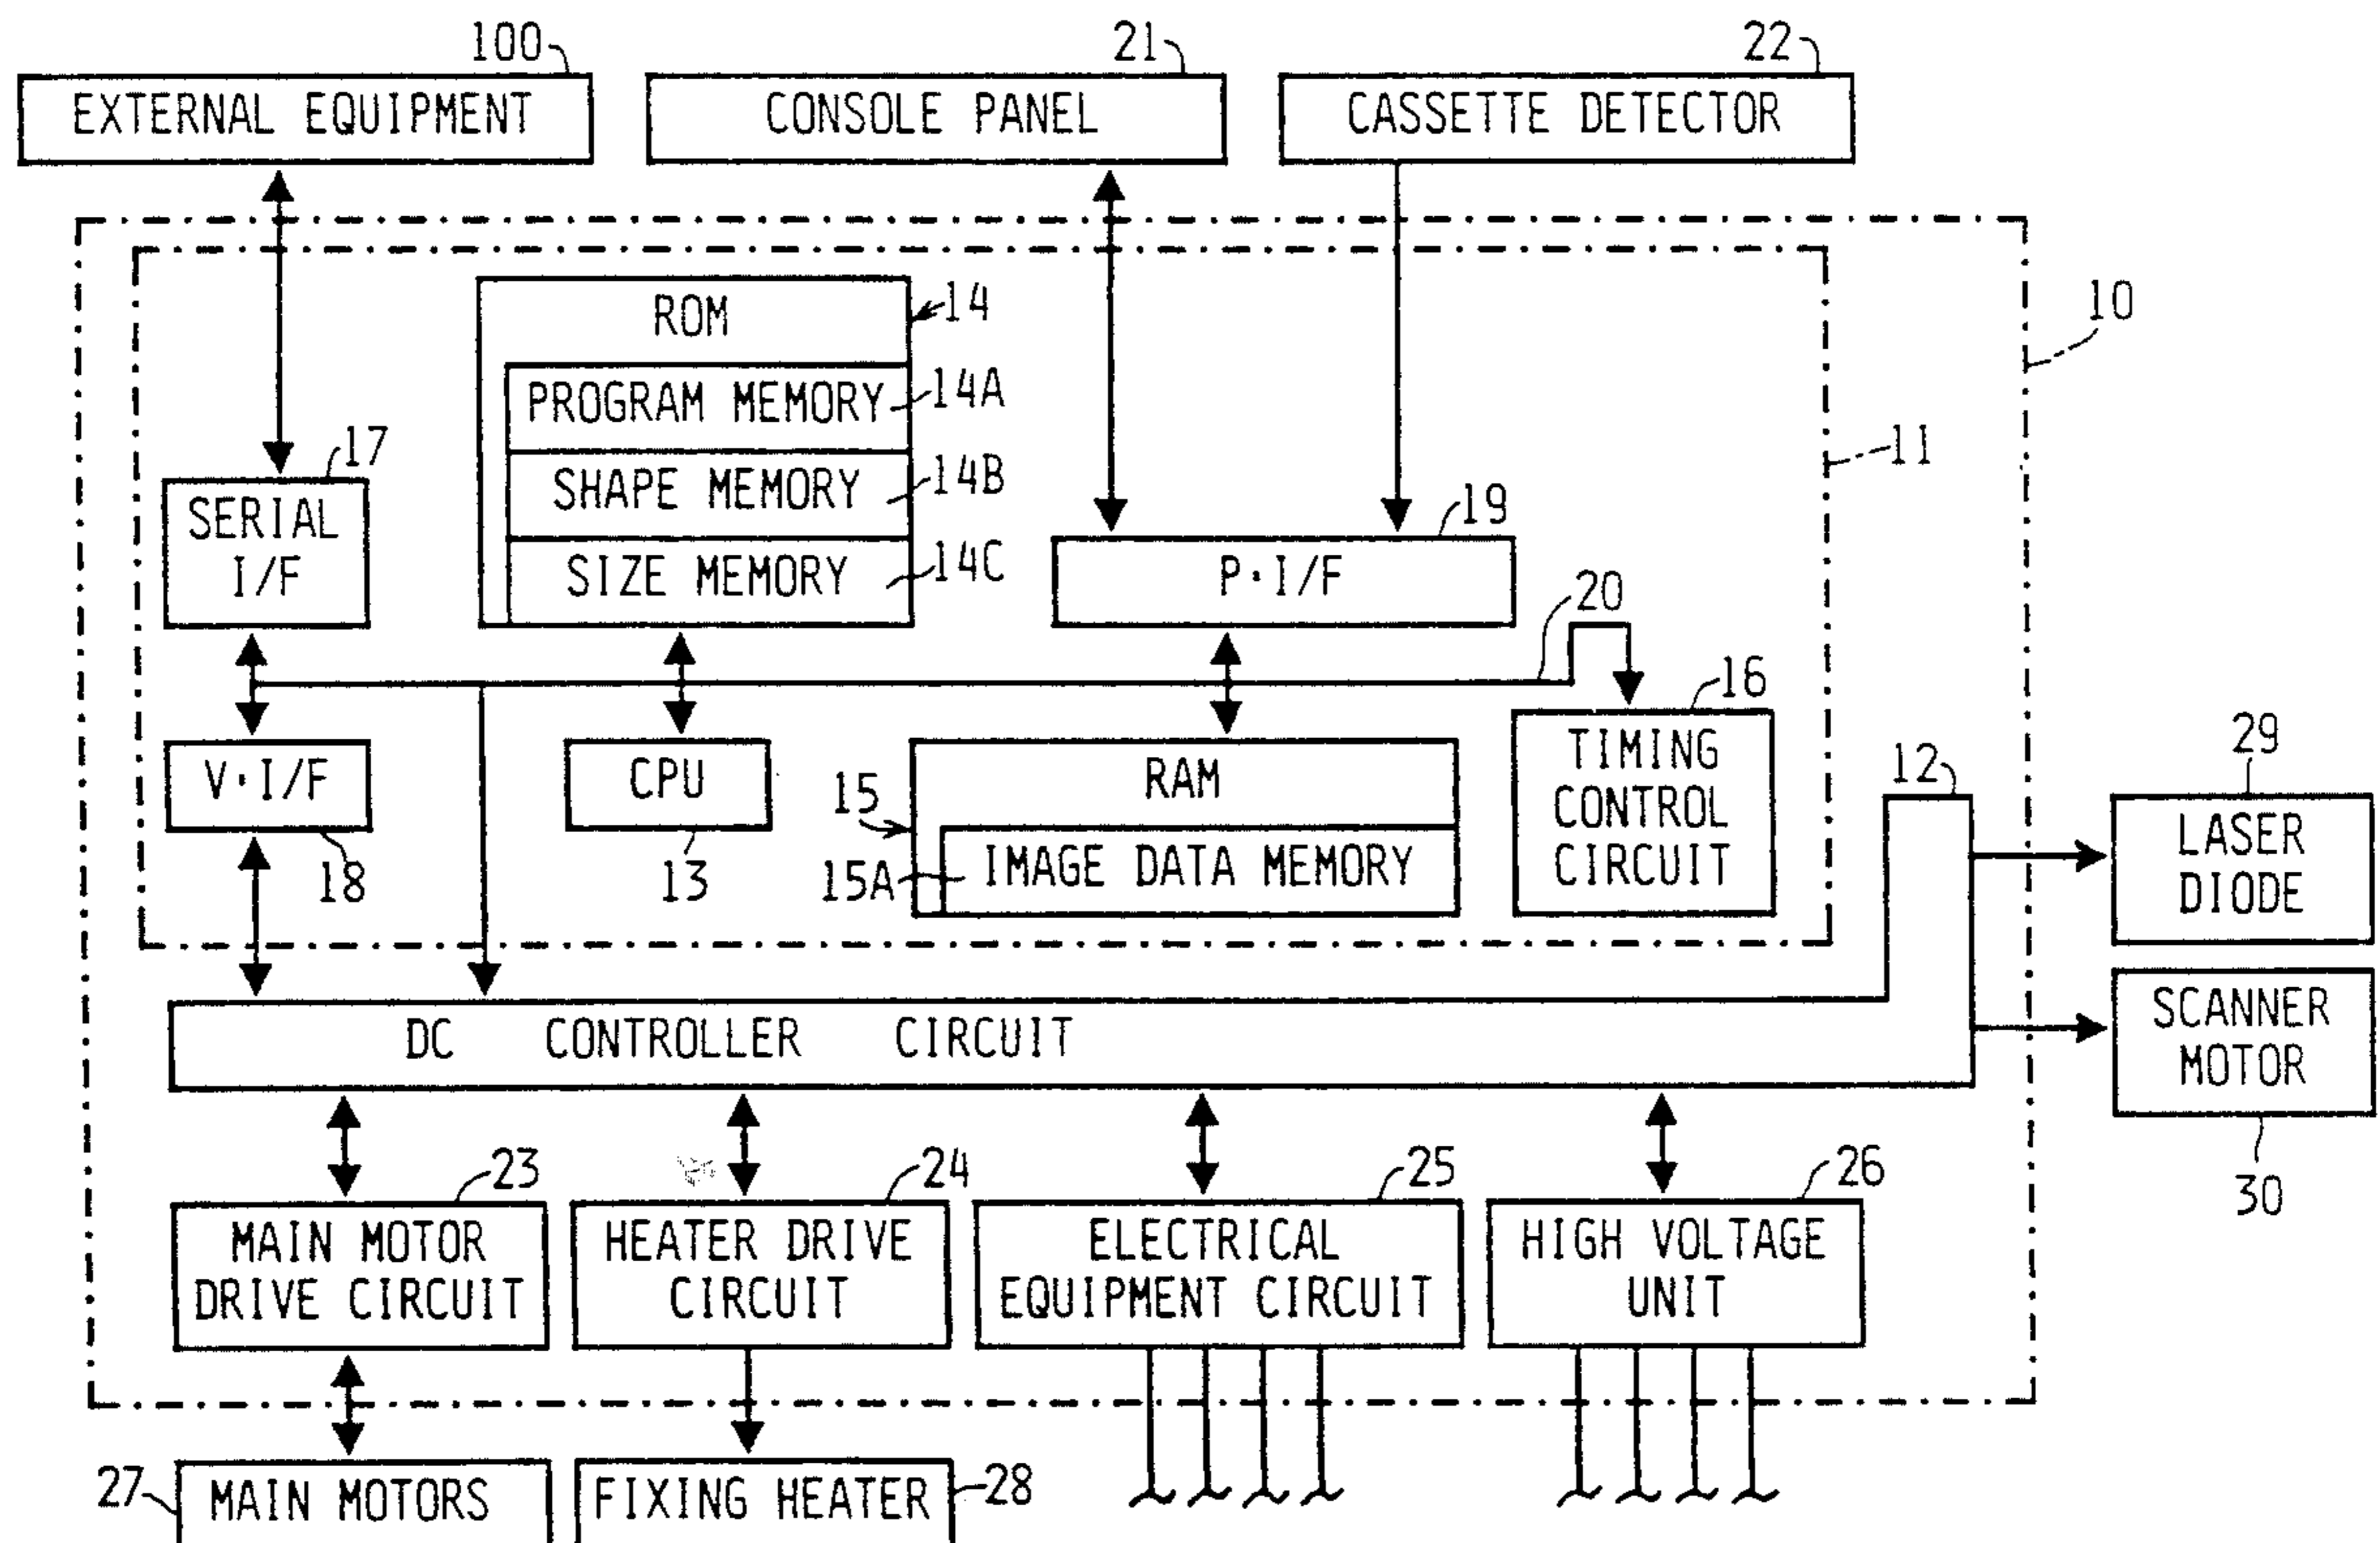 100
21
22
EXTERNAL EQUIPMENT
CONSOLE PANEL
CASSETTE DETECTOR
10
ROM
14
PROGRAM MEMORY
14A
11
17
SHAPE MEMORY
14B
SERIAL
I/F
19
SIZE MEMORY
14C
P·I/F
20
16
V·I/F
18
CPU
13
15
RAM
15A
IMAGE DATA MEMORY
TIMING
CONTROL
CIRCUIT
12
29
LASER
DIODE
DC CONTROLLER CIRCUIT
SCANNER
MOTOR
30
23
24
25
26
MAIN MOTOR
DRIVE CIRCUIT
HEATER DRIVE
CIRCUIT
ELECTRICAL
EQUIPMENT CIRCUIT
HIGH VOLTAGE
UNIT
27
MAIN MOTORS
FIXING HEATER
28